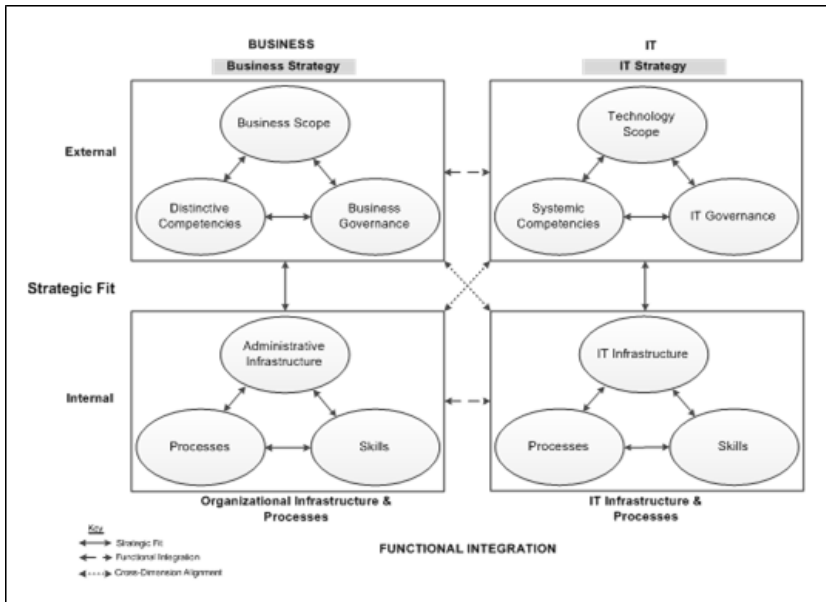 BUSINESS
IT
Business Strategy
IT Strategy
External
Business Scope
Distinctive
Competencies
Business
Governance
Technology
Scope
Systemic
Competencies
IT Governance
Strategic Fit
Internal
Administrative
Infrastructure
Processes
Skills
IT Infrastructure
Processes
Skills
Organizational Infrastructure &
Processes
IT Infrastructure &
Processes
Key
Strategic Fit
Functional Integration
Cross-Dimension Alignment
FUNCTIONAL INTEGRATION